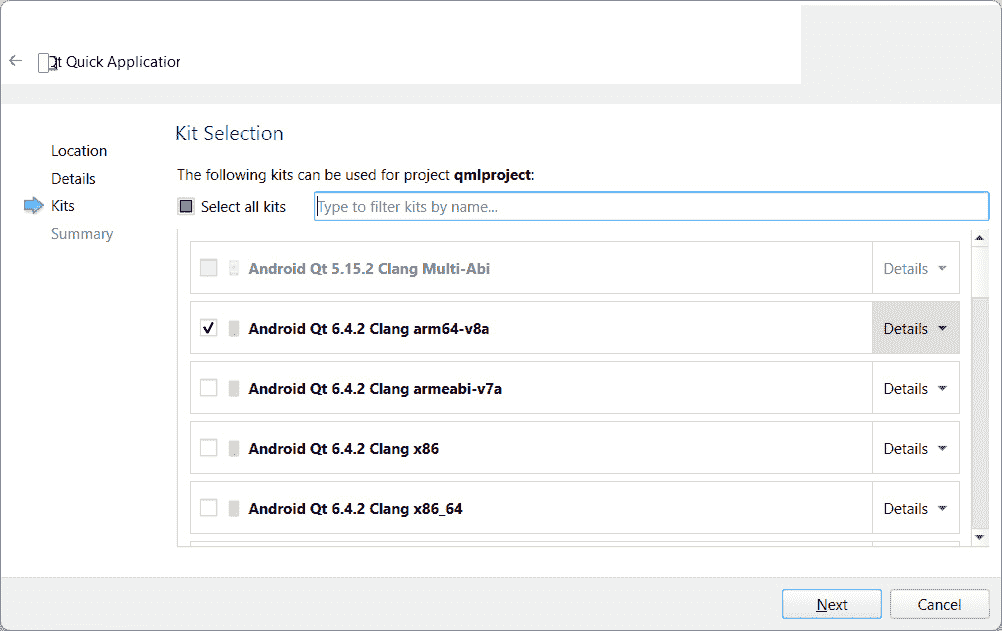 Qt Quick Application
Location
Details
Kits
Summary
Kit Selection
The following kits can be used for project qmlproject:
Select all kits
Type to filter kits by name...
Android Qt 5.15.2 Clang Multi-Abi Details
Android Qt 6.4.2 Clang arm64-v8a Details
Android Qt 6.4.2 Clang armeabi-v7a Details
Android Qt 6.4.2 Clang x86 Details
Android Qt 6.4.2 Clang x86_64 Details
Next Cancel